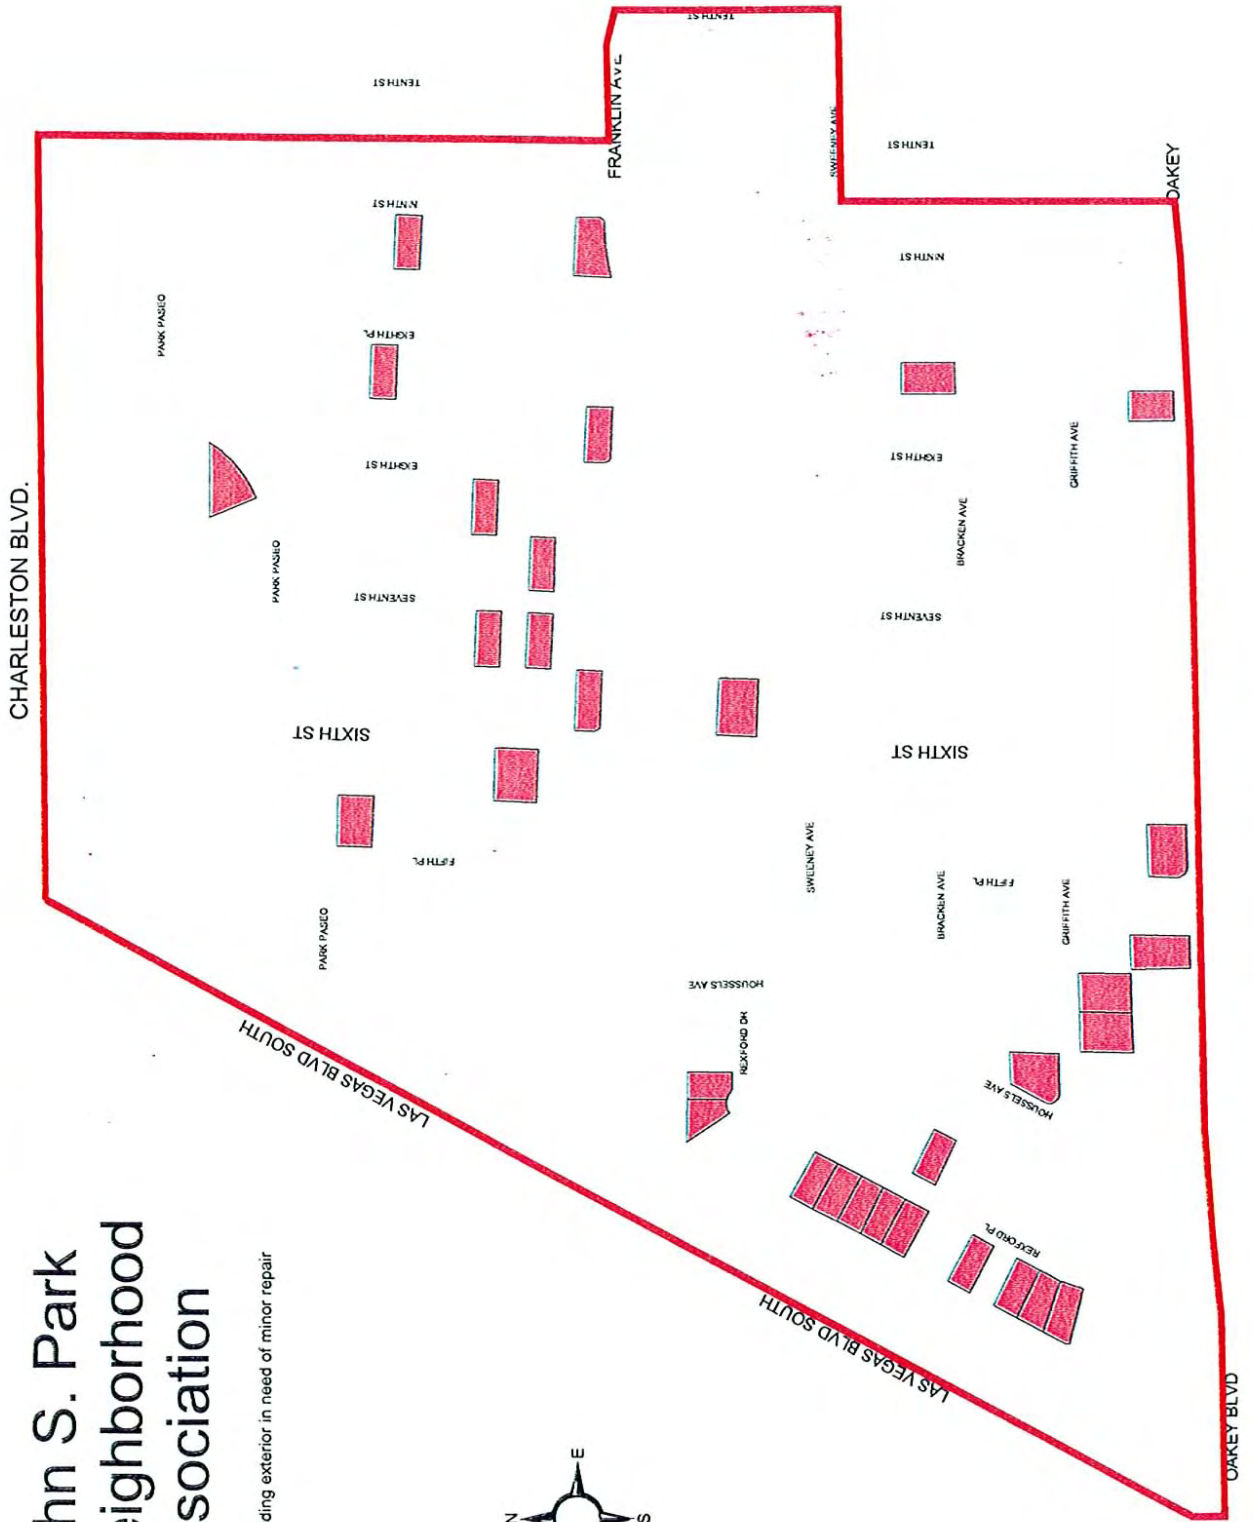 hn S. Park
eighborhood
sociation
ding exterior in need of minor repair
N
E
S
CHARLESTON BLVD.
TENTH ST
TENTH ST
FRANKLIN AVE
SWEENEY AVE
TENTH ST
OAKEY
NINTH ST
NINTH ST
PARK PASEO
EIGHTH PL
EIGHTH ST
EIGHTH ST
GRIFFITH AVE
BRACKEN AVE
PARK PASEO
SEVENTH ST
SEVENTH ST
SIXTH ST
SIXTH ST
FIFTH PL
SWEENEY AVE
BRACKEN AVE
FIFTH PL
GRIFFITH AVE
PARK PASEO
HOUSSELS AVE
REXFORD DR
HOUSSELS AVE
LAS VEGAS BLVD SOUTH
REXFORD PL
LAS VEGAS BLVD SOUTH
OAKEY BLVD